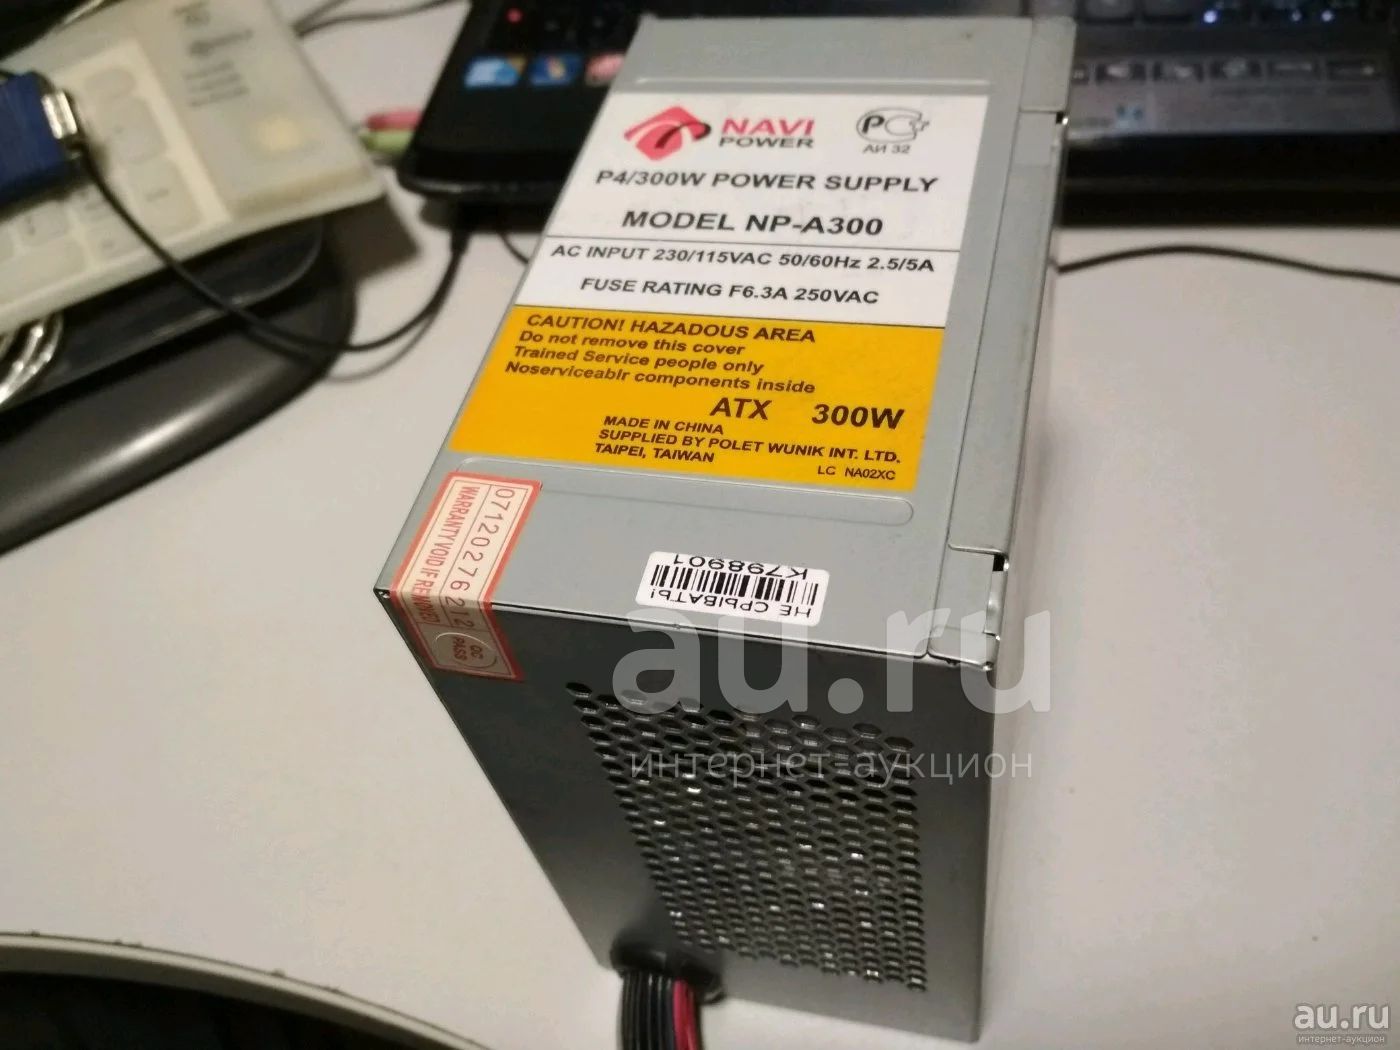 NAVI
POWER
PC
АИ 32
P4/300W POWER SUPPLY
MODEL NP-A300
AC INPUT 230/115VAC 50/60Hz 2.5/5A
FUSE RATING F6.3A 250VAC
CAUTION! HAZADOUS AREA
Do not remove this cover
Trained Service people only
Noserviceablr components inside
ATX 300W
MADE IN CHINA
SUPPLIED BY POLET WUNIK INT. LTD.
TAIPEI, TAIWAN
LC NA02XC
07120276212
WARRANTY VOID IF REMOVED
QC
PASS
K798901
НЕ СРЫВАТЬ!
au.ru
интернет-аукцион
au.ru
интернет-аукцион